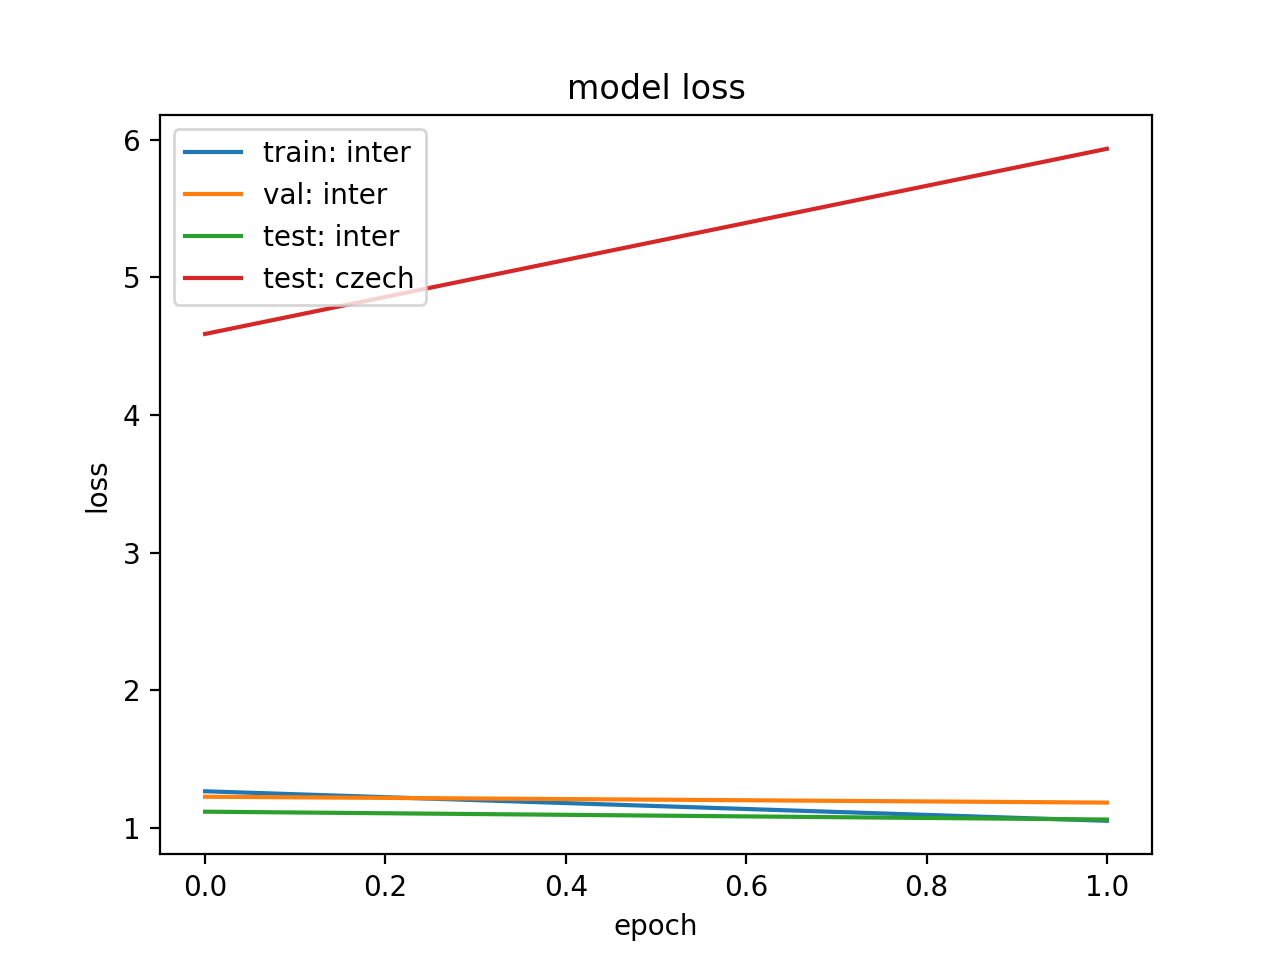 model loss
train: inter
val: inter
test: inter
test: czech
6
5
4
3
2
1
loss
0.0 0.2 0.4 0.6 0.8 1.0
epoch